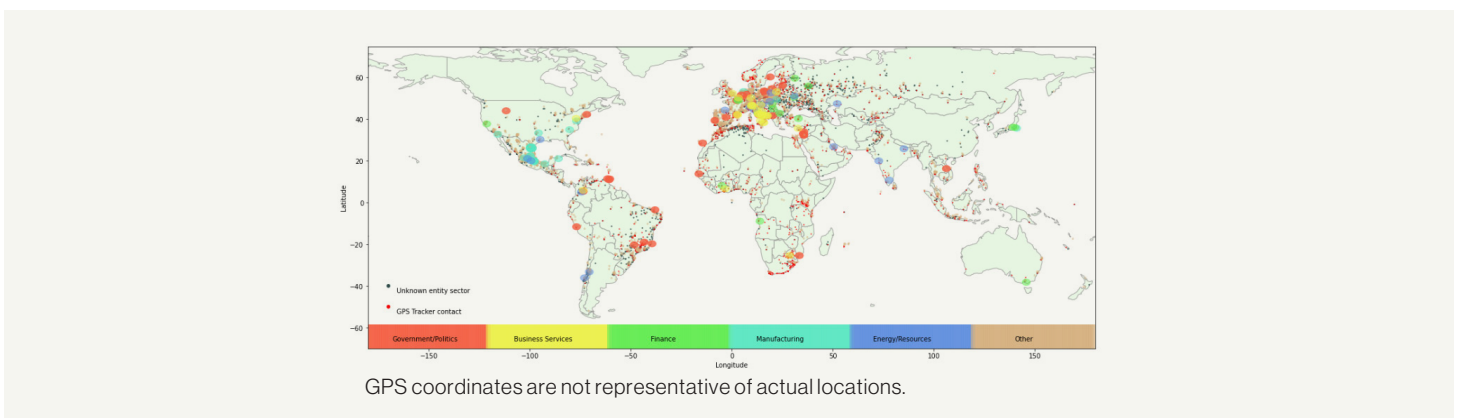 60
40
20
0
−20
−40
−60
Latitude
Unknown entity sector
GPS Tracker contact
Government/Politics Business Services Finance Manufacturing Energy/Resources Other
−150 −100 −50 0 50 100 150
Longitude
GPS coordinates are not representative of actual locations.